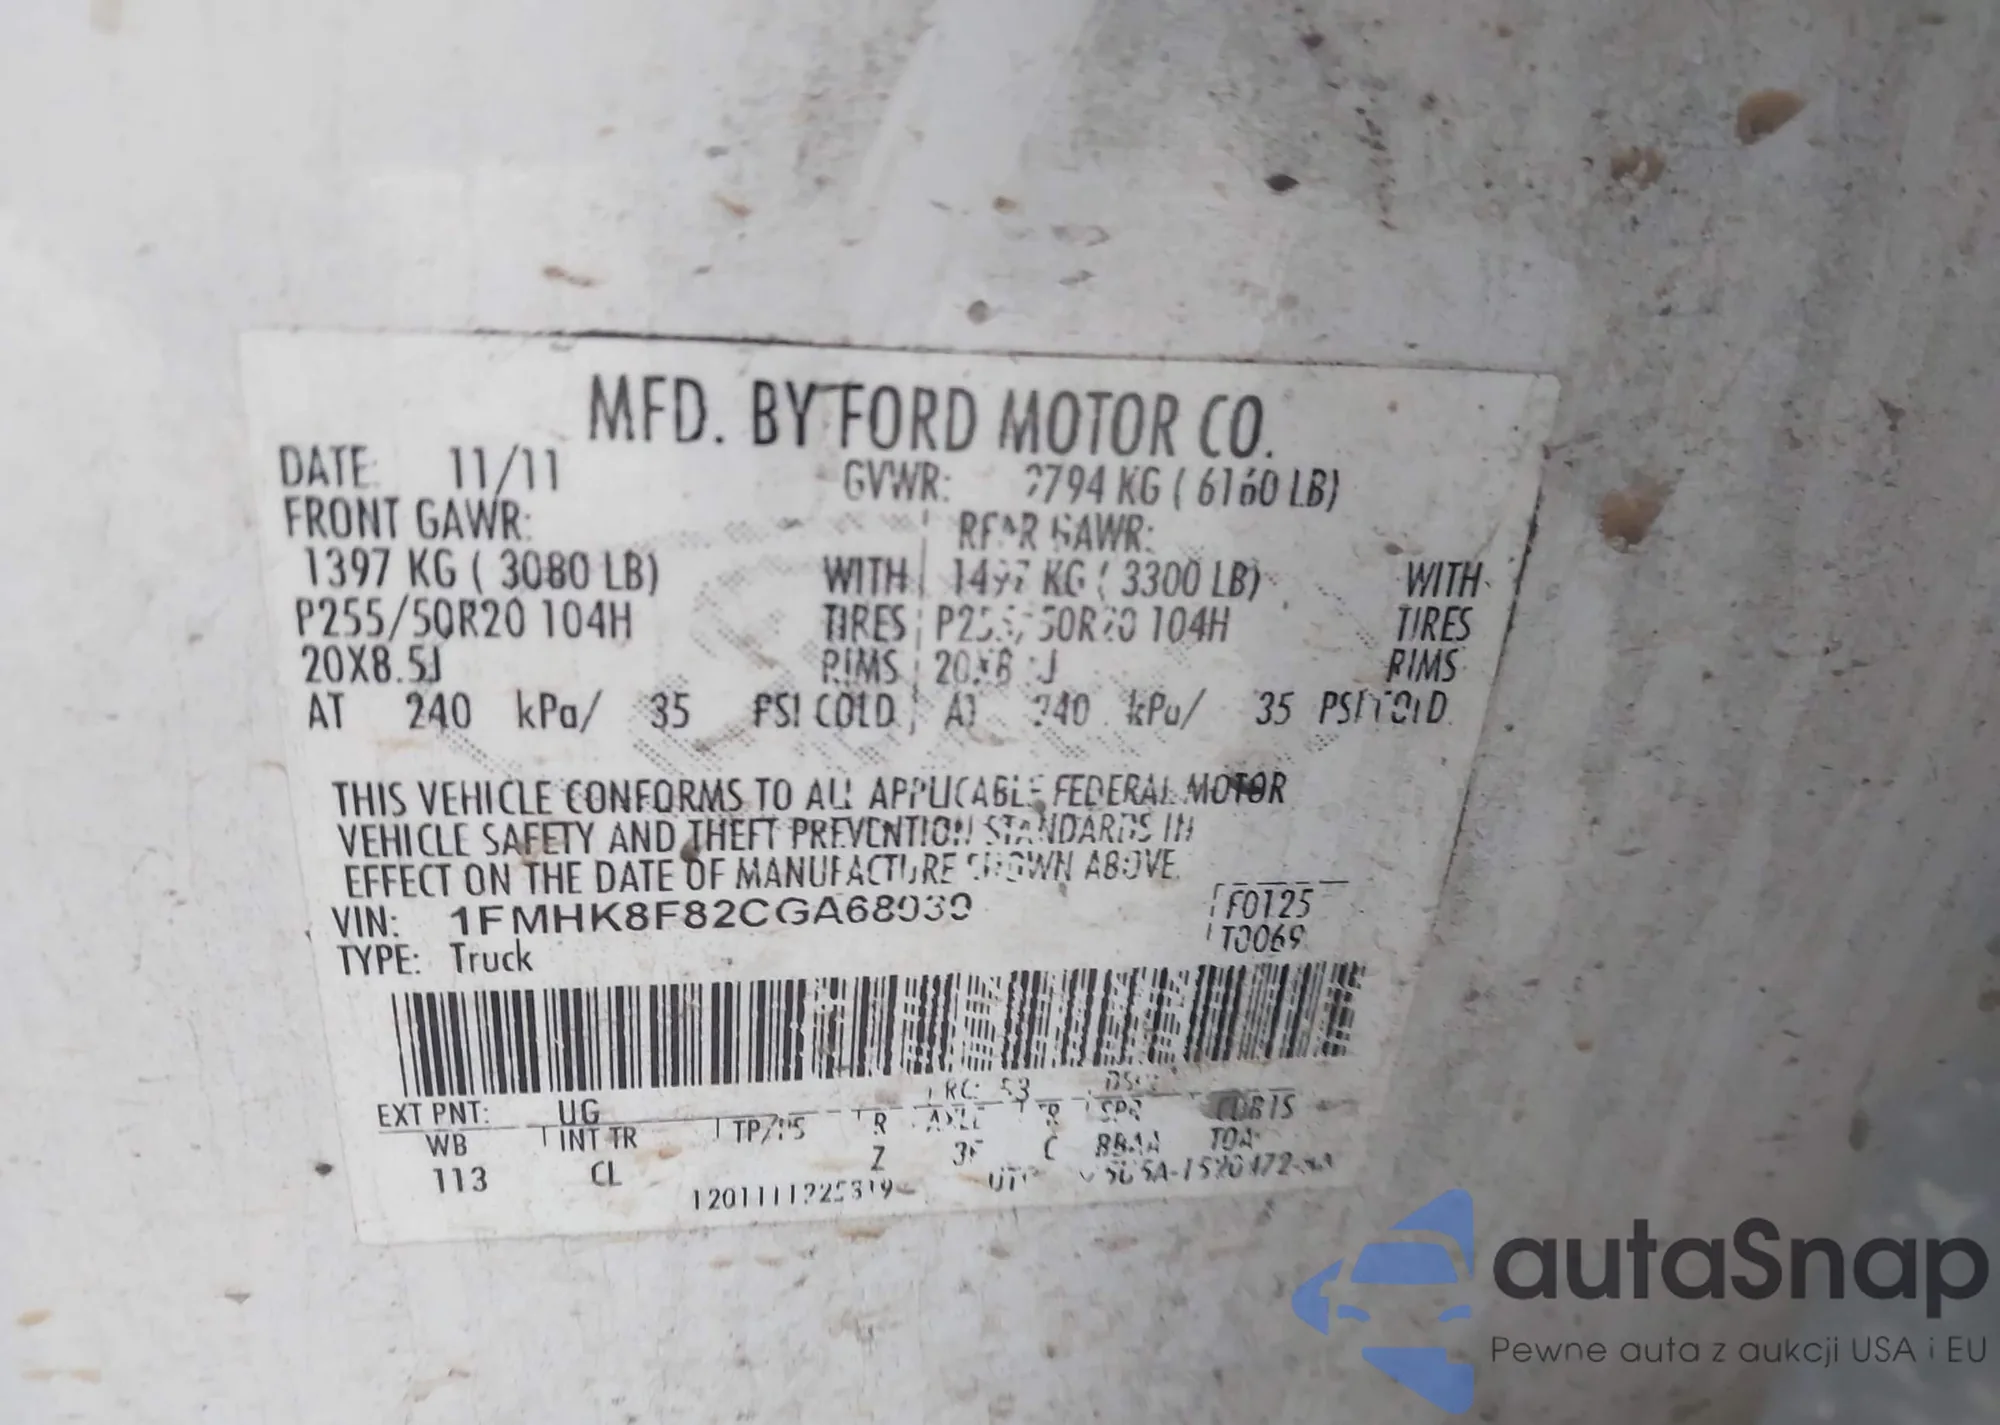 MFD. BY FORD MOTOR CO.
DATE: 11/11 GVWR: 2794 KG ( 6160 LB)
FRONT GAWR: REAR GAWR:
1397 KG ( 3080 LB) WITH 1497 KG ( 3300 LB) WITH
P255/50R20 104H TIRES P255/50R20 104H TIRES
20X8.5J RIMS 20X8.5J RIMS
AT 240 kPa/ 35 PSI COLD AT 240 kPa/ 35 PSI COLD
THIS VEHICLE CONFORMS TO ALL APPLICABLE FEDERAL MOTOR
VEHICLE SAFETY AND THEFT PREVENTION STANDARDS IN
EFFECT ON THE DATE OF MANUFACTURE SHOWN ABOVE.
VIN: F0125
TYPE: Truck T0069
EXT PNT: UG RC: 53
WB INT TR TP/PS R AXLE TR SPR
113 CL Z C
autaSnap
Pewne auta z aukcji USA i EU